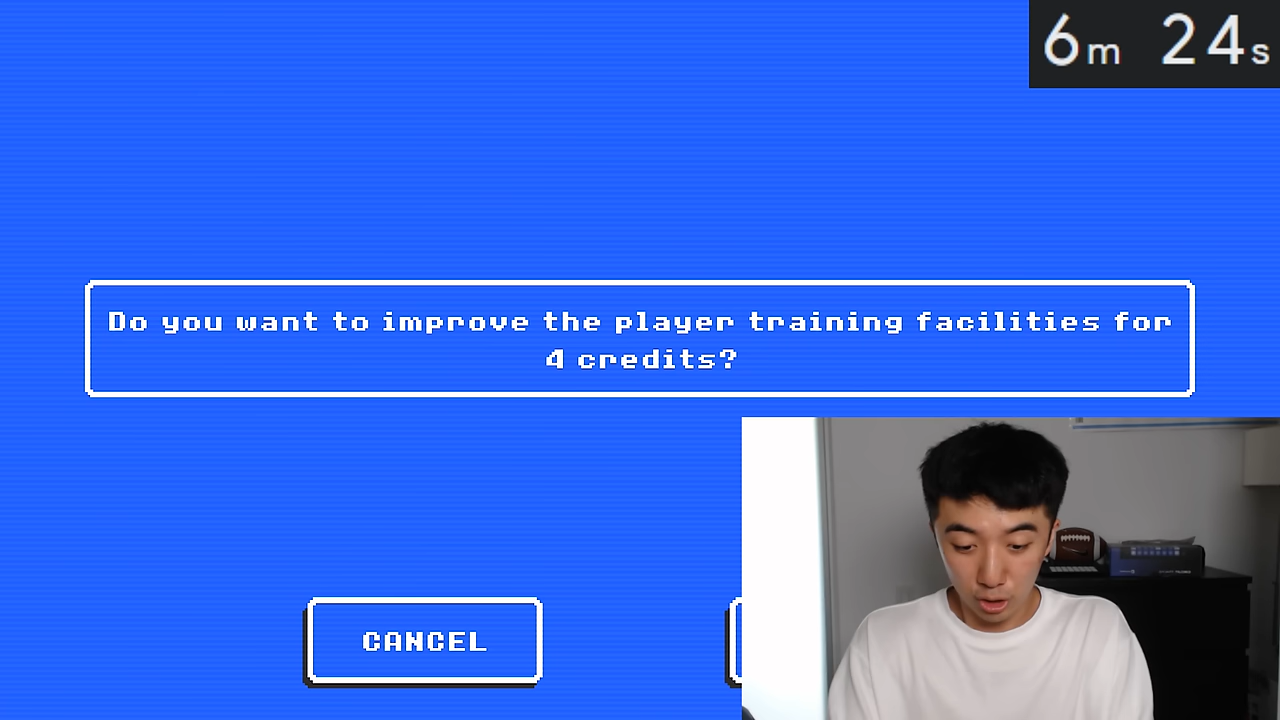 6m 24s
Do you want to improve the player training facilities for
4 credits?
CANCEL